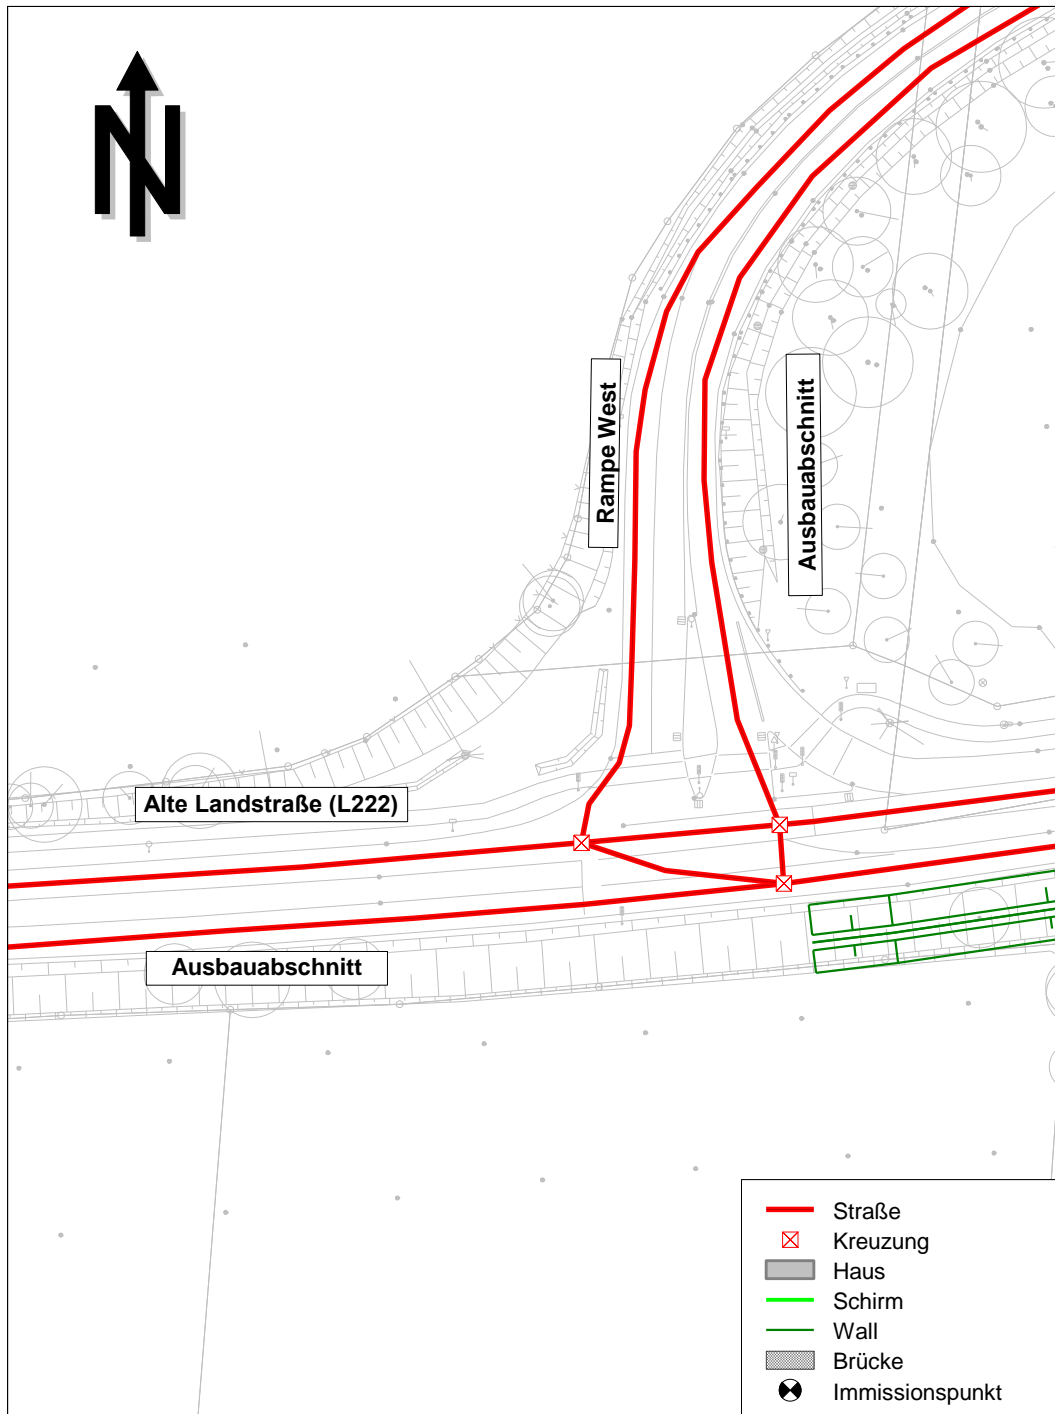 N
Rampe West
Ausbauabschnitt
Alte Landstraße (L222)
Ausbauabschnitt
Straße
Kreuzung
Haus
Schirm
Wall
Brücke
Immissionspunkt